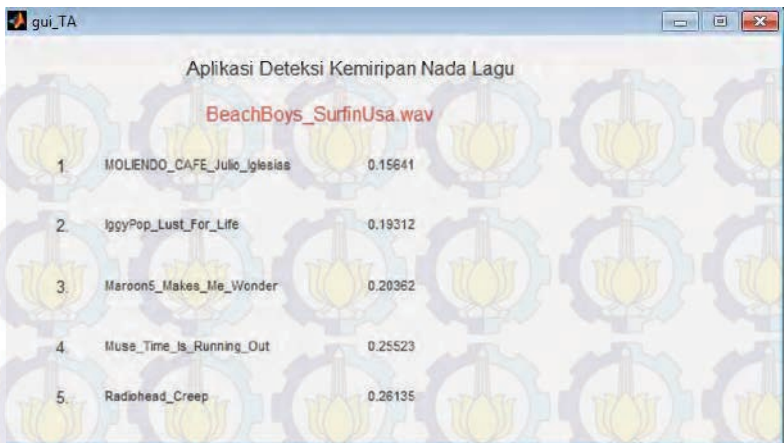 gui_TA
Aplikasi Deteksi Kemiripan Nada Lagu
BeachBoys_SurfinUsa.wav
1. MOLIENDO_CAFE_Julio_Iglesias 0.15641
2. IggyPop_Lust_For_Life 0.19312
3. Maroon5_Makes_Me_Wonder 0.20362
4. Muse_Time_Is_Running_Out 0.25523
5. Radiohead_Creep 0.26135